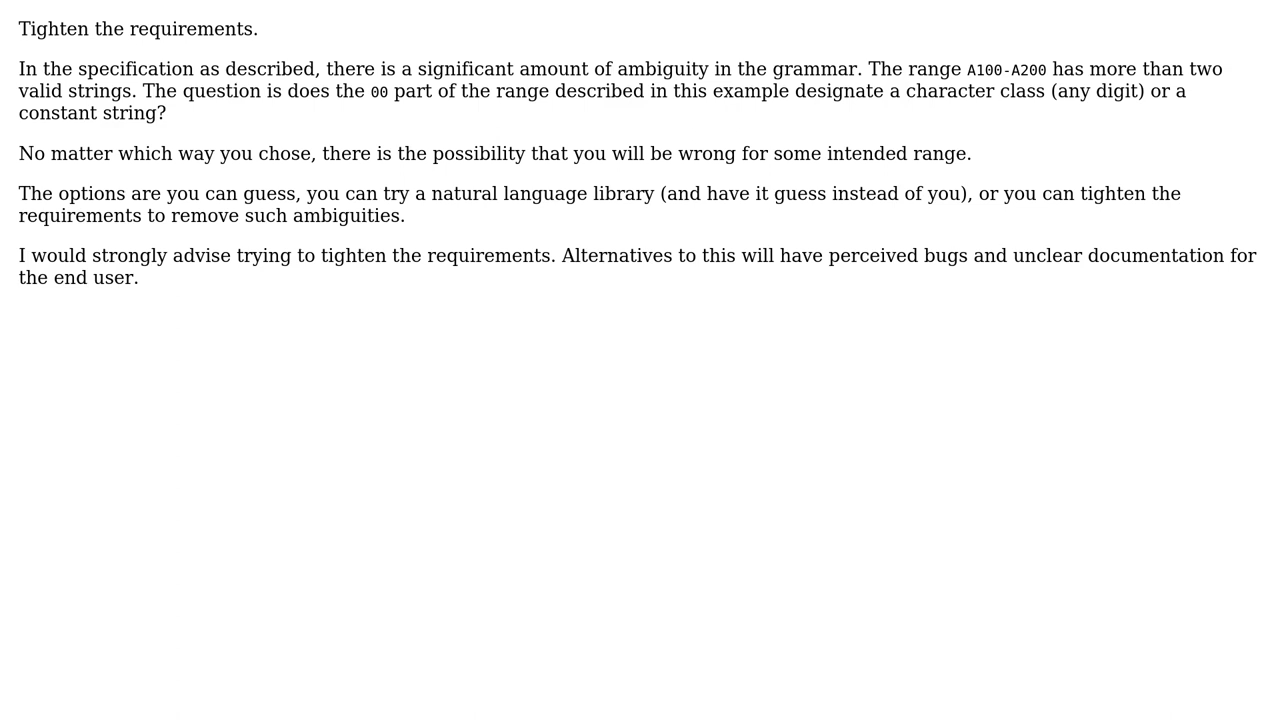 Tighten the requirements.
In the specification as described, there is a significant amount of ambiguity in the grammar. The range A100-A200 has more than two
valid strings. The question is does the 00 part of the range described in this example designate a character class (any digit) or a
constant string?
No matter which way you chose, there is the possibility that you will be wrong for some intended range.
The options are you can guess, you can try a natural language library (and have it guess instead of you), or you can tighten the
requirements to remove such ambiguities.
I would strongly advise trying to tighten the requirements. Alternatives to this will have perceived bugs and unclear documentation for
the end user.